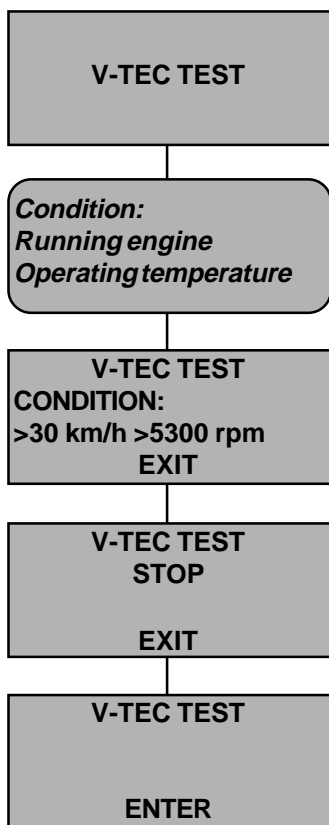 V-TEC TEST
Condition:
Running engine
Operating temperature
V-TEC TEST
CONDITION:
>30 km/h >5300 rpm
EXIT
V-TEC TEST
STOP
EXIT
V-TEC TEST
ENTER